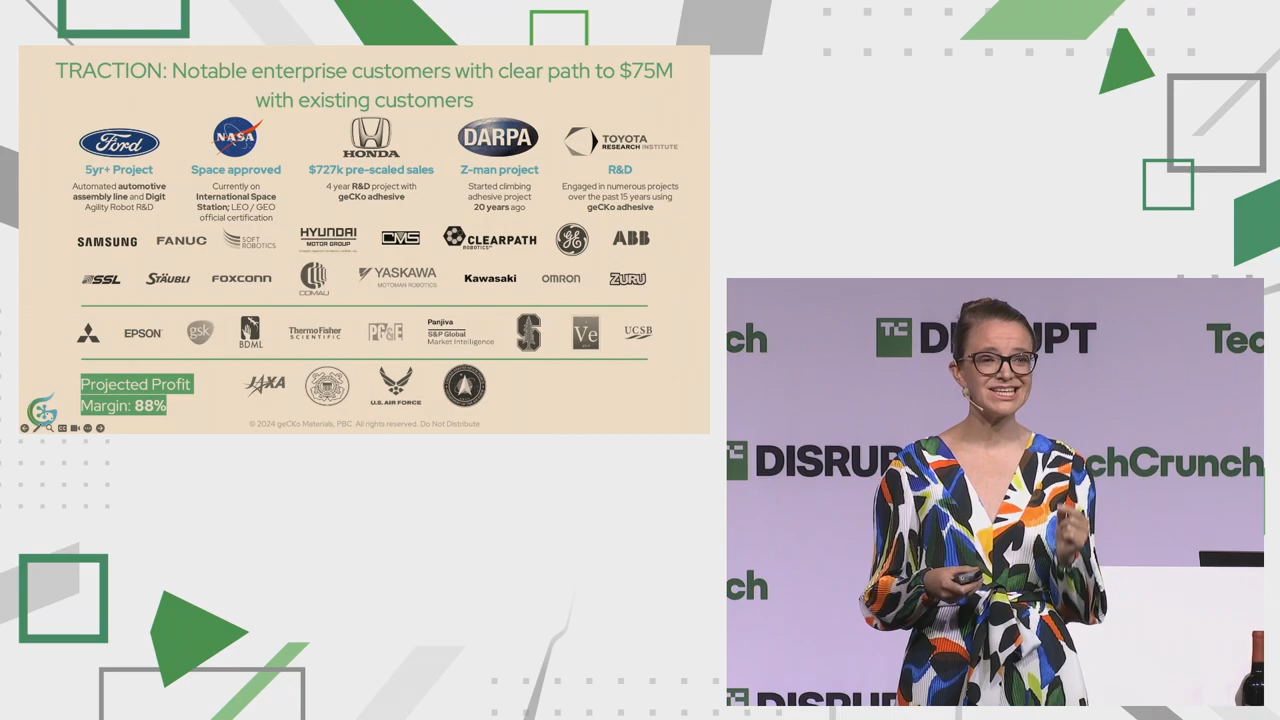 TRACTION: Notable enterprise customers with clear path to $75M
with existing customers
Ford
NASA
HONDA
DARPA
TOYOTA
RESEARCH INSTITUTE
5yr+ Project
Space approved
$727k pre-scaled sales
Z-man project
R&D
Automated automotive
assembly line and Digit
Agility Robot R&D
Currently on
International Space
Station; LEO / GEO
official certification
4 year R&D project with
geCKo adhesive
Started climbing
adhesive project
20 years ago
Engaged in numerous projects
over the past 15 years using
geCKo adhesive
SAMSUNG
FANUC
SOFT
ROBOTICS
HYUNDAI
MOTOR GROUP
CMS
CLEARPATH
ROBOTICS™
GE
ABB
SSL
STÄUBLI
FOXCONN
COMAU
YASKAWA
MOTOMAN ROBOTICS
Kawasaki
OMRON
ZURU
EPSON
gsk
BDML
ThermoFisher
SCIENTIFIC
PG&E
Panjiva
S&P Global
Market Intelligence
S
Ve
UCSB
Projected Profit
Margin: 88%
JAXA
U.S. AIR FORCE
© 2024 geCKo Materials, PBC All rights reserved. Do Not Distribute
ch
TC
DISRUPT
Tec
DISRUP
chCrunch
ch
DISRUPT